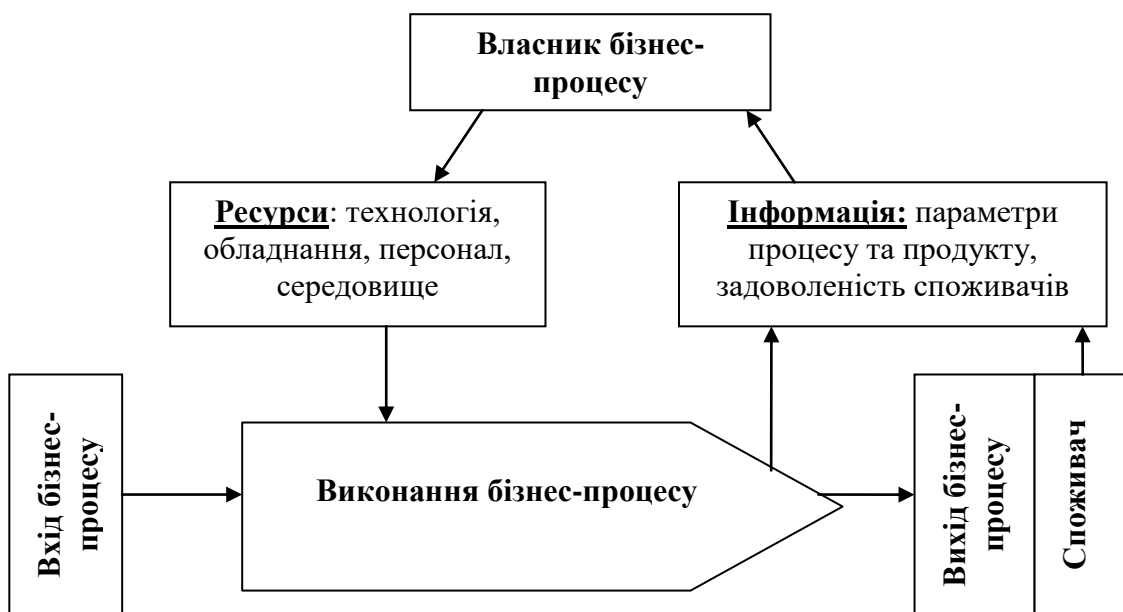 Власник бізнес-
процесу
Ресурси: технологія,
обладнання, персонал,
середовище
Інформація: параметри
процесу та продукту,
задоволеність споживачів
Вхід бізнес-
процесу
Виконання бізнес-процесу
Вихід бізнес-
процесу
Споживач